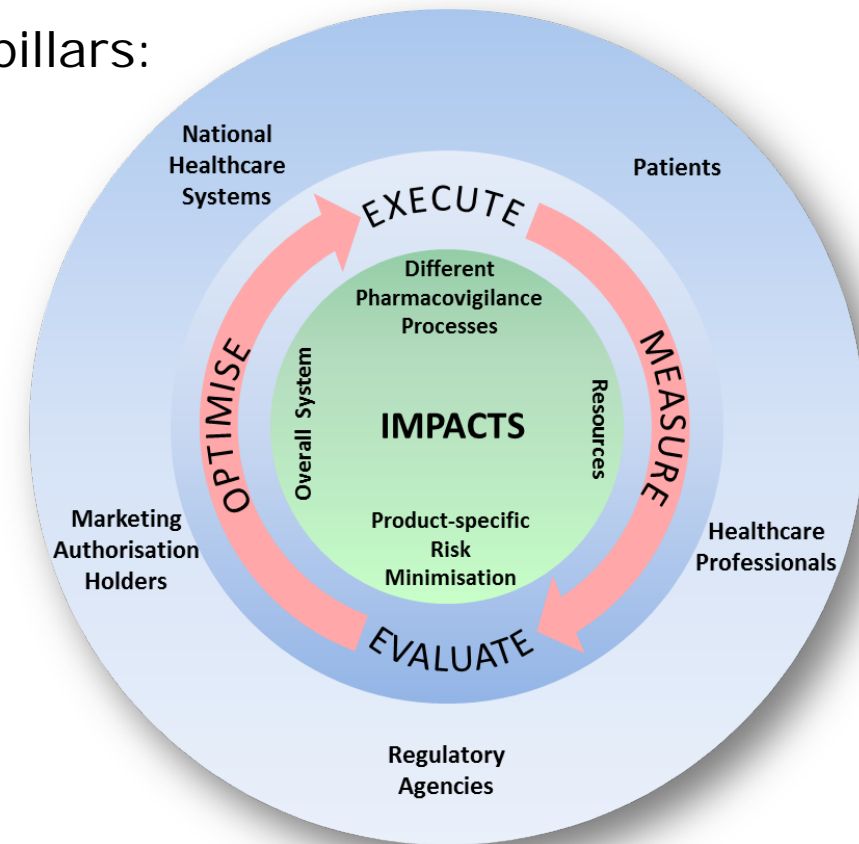 pillars:
National
Healthcare
Systems
Patients
EXECUTE
Different
Pharmacovigilance
Processes
MEASURE
OPTIMISE
Overall System
IMPACTS
Resources
Product-specific
Risk
Minimisation
Marketing
Authorisation
Holders
Healthcare
Professionals
EVALUATE
Regulatory
Agencies